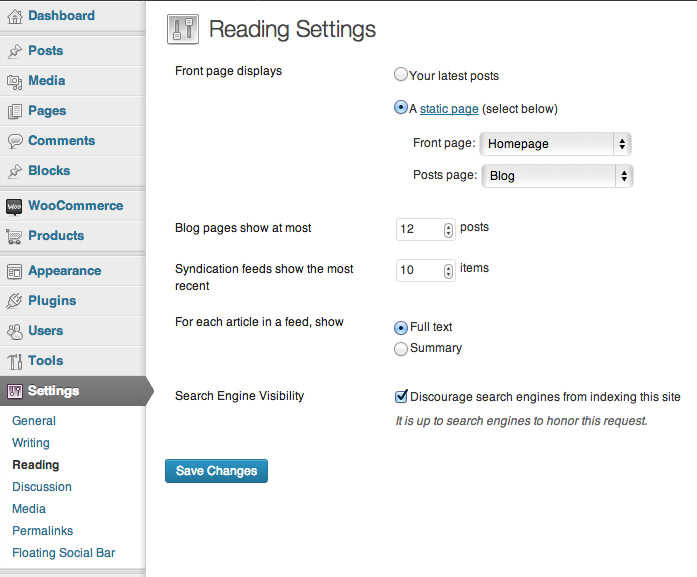 Dashboard
Posts
Media
Pages
Comments
Blocks
WOO
WooCommerce
Products
Appearance
Plugins
Users
Tools
Settings
General
Writing
Reading
Discussion
Media
Permalinks
Floating Social Bar
Reading Settings
Front page displays
Your latest posts
A static page (select below)
Front page: Homepage
Posts page: Blog
Blog pages show at most 12 posts
Syndication feeds show the most 10 items
recent
For each article in a feed, show
Full text
Summary
Search Engine Visibility
Discourage search engines from indexing this site
It is up to search engines to honor this request.
Save Changes